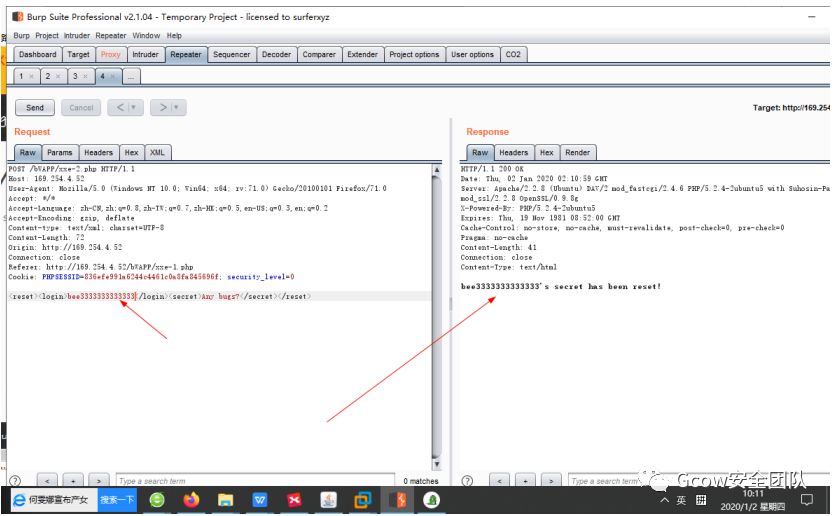 Burp Suite Professional v2.1.04 - Temporary Project - licensed to surferxyz
Burp Project Intruder Repeater Window Help
Dashboard Target Proxy Intruder Repeater Sequencer Decoder Comparer Extender Project options User options CO2
1 × 2 × 3 × 4 × ...
Send Cancel < | ▾ > | ▾ Target: http://169.254
Request
Raw Params Headers Hex XML
POST /bWAPP/xxe-2.php HTTP/1.1
Host: 169.254.4.52
User-Agent: Mozilla/5.0 (Windows NT 10.0; Win64; x64; rv:71.0) Gecko/20100101 Firefox/71.0
Accept: */*
Accept-Language: zh-CN,zh;q=0.8,zh-TW;q=0.7,zh-HK;q=0.5,en-US;q=0.3,en;q=0.2
Accept-Encoding: gzip, deflate
Content-type: text/xml; charset=UTF-8
Content-Length: 72
Origin: http://169.254.4.52
Connection: close
Referer: http://169.254.4.52/bWAPP/xxe-1.php
Cookie: PHPSESSID=836efe991a6244c4461c0a8fa845696f; security_level=0
<reset><login>bee3333333333333</login><secret>Any bugs?</secret></reset>
? < + > Type a search term 0 matches
Response
Raw Headers Hex Render
HTTP/1.1 200 OK
Date: Thu, 02 Jan 2020 02:10:59 GMT
Server: Apache/2.2.8 (Ubuntu) DAV/2 mod_fastcgi/2.4.6 PHP/5.2.4-2ubuntu5 with Suhosin-Pa
mod_ssl/2.2.8 OpenSSL/0.9.8g
X-Powered-By: PHP/5.2.4-2ubuntu5
Expires: Thu, 19 Nov 1981 08:52:00 GMT
Cache-Control: no-store, no-cache, must-revalidate, post-check=0, pre-check=0
Pragma: no-cache
Content-Length: 41
Connection: close
Content-Type: text/html
bee3333333333333's secret has been reset!
? < + > Type a search term
Gcow安全团队
何雯娜宣布产女 搜索一下
英
10:11
2020/1/2 星期四